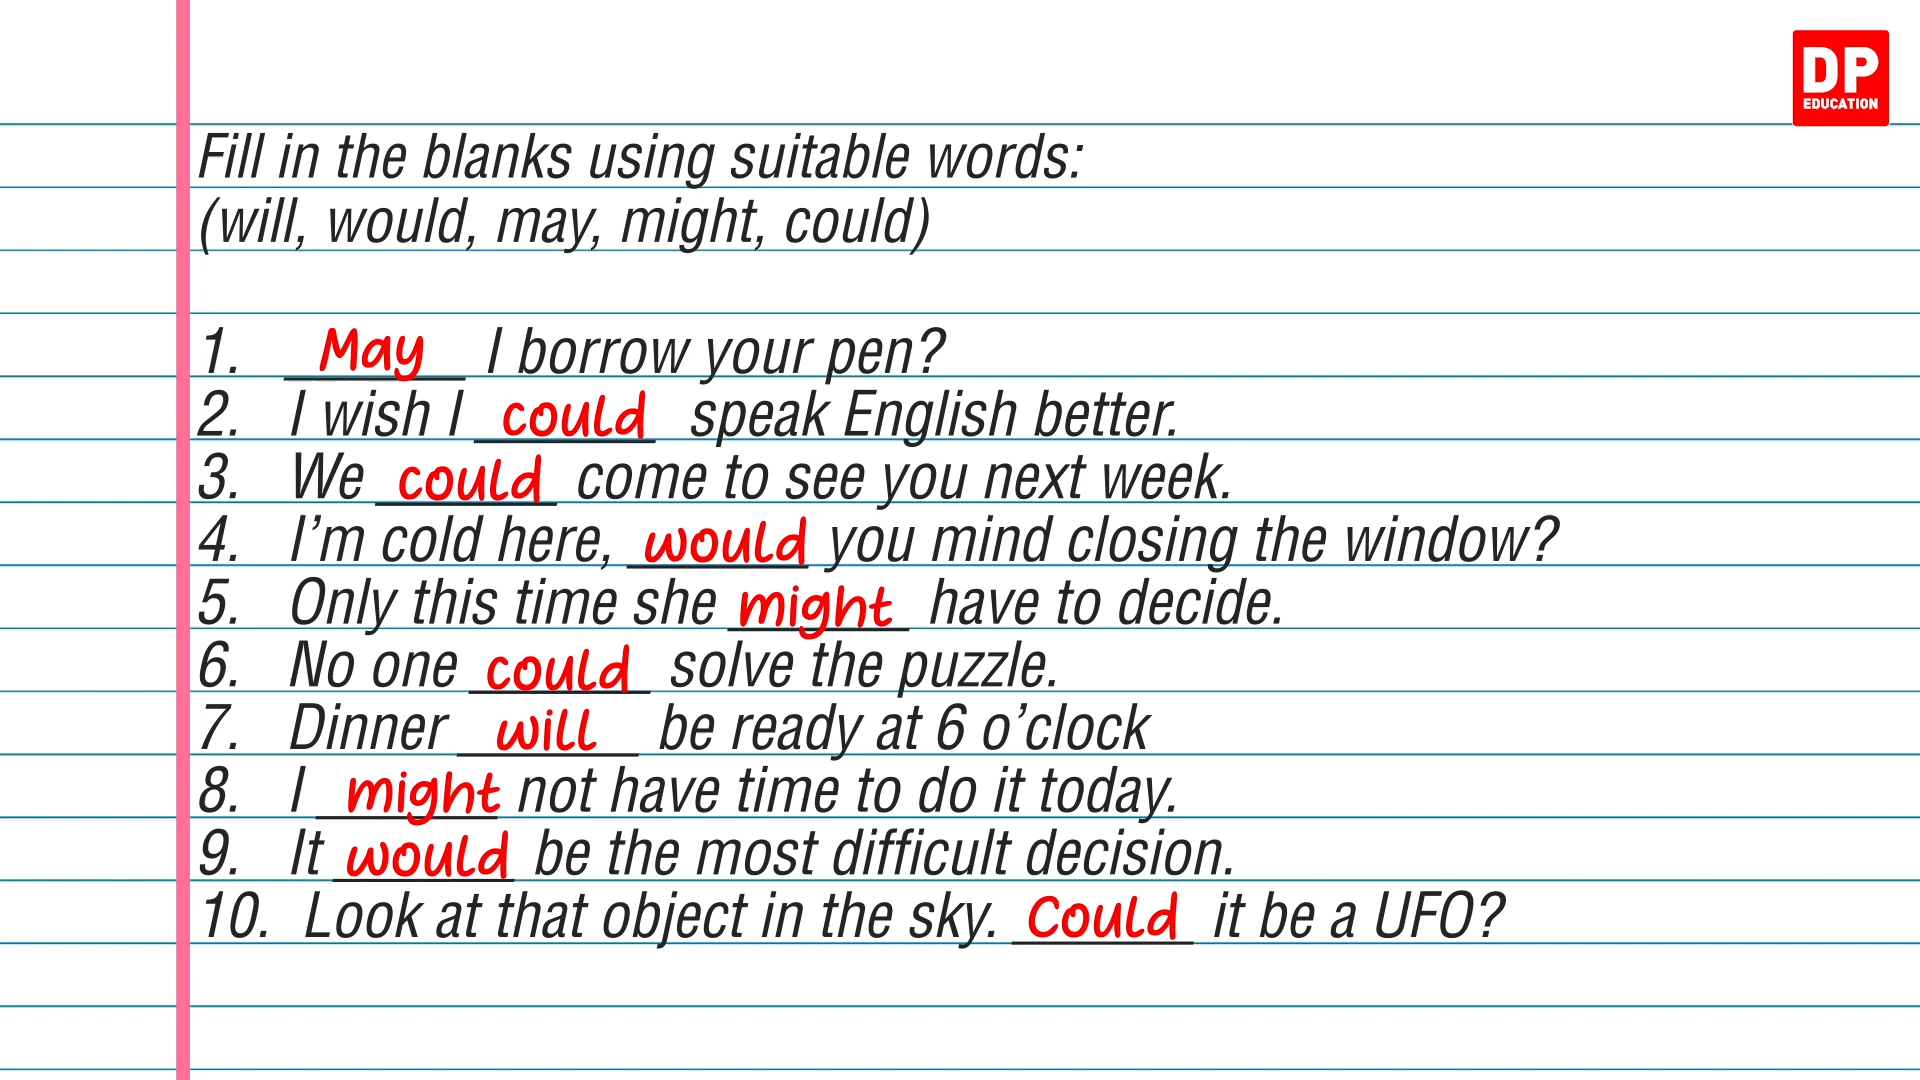 DP
EDUCATION
Fill in the blanks using suitable words:
(will, would, may, might, could)
1. May I borrow your pen?
2. I wish I could speak English better.
3. We could come to see you next week.
4. I'm cold here, would you mind closing the window?
5. Only this time she might have to decide.
6. No one could solve the puzzle.
7. Dinner will be ready at 6 o'clock
8. I might not have time to do it today.
9. It would be the most difficult decision.
10. Look at that object in the sky. Could it be a UFO?